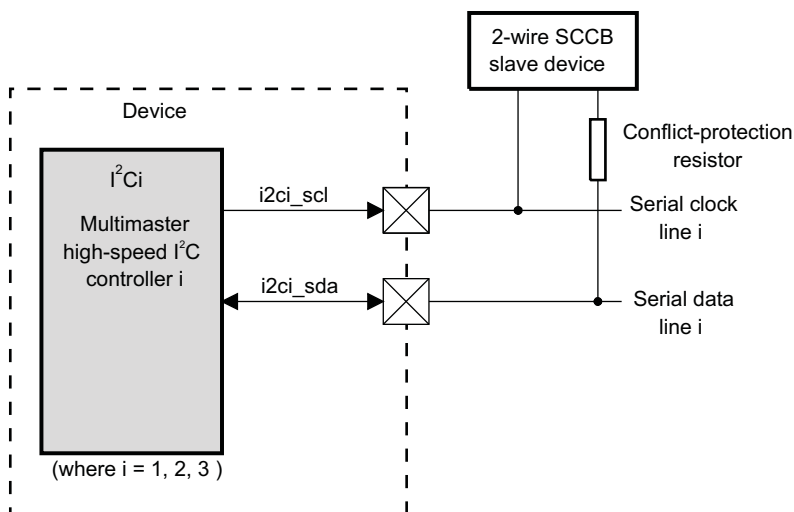 2-wire SCCB
slave device
Device
Conflict-protection
resistor
I²Ci
Multimaster
high-speed I²C
controller i
i2ci_scl
Serial clock
line i
i2ci_sda
Serial data
line i
(where i = 1, 2, 3 )